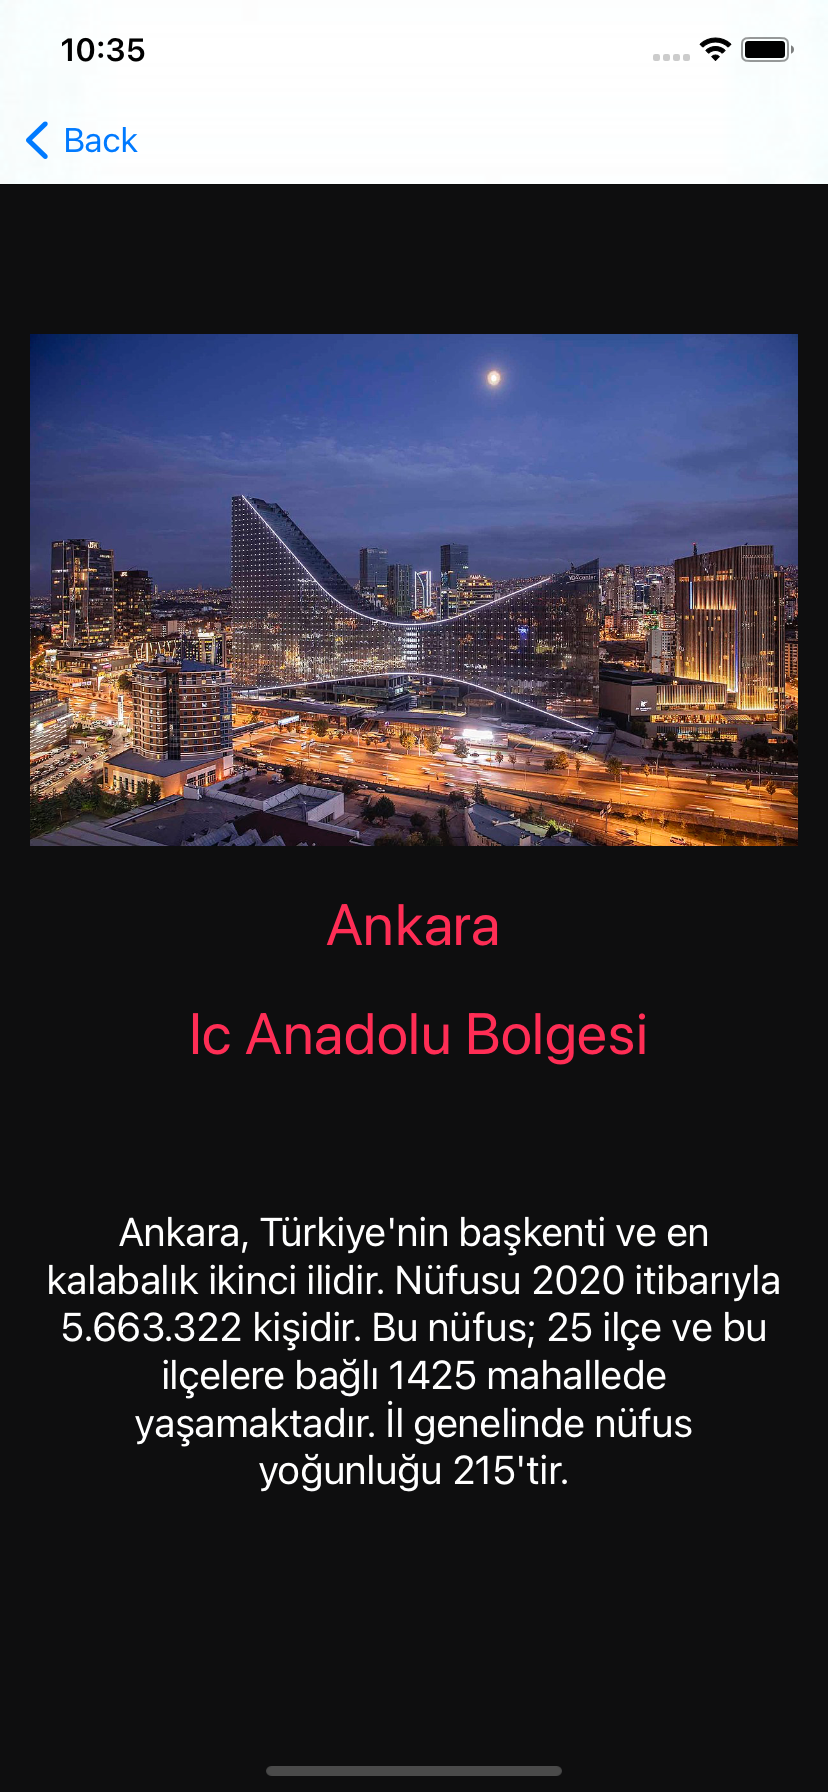 10:35
Back
Ankara
Ic Anadolu Bolgesi
Ankara, Türkiye'nin başkenti ve en
kalabalık ikinci ilidir. Nüfusu 2020 itibarıyla
5.663.322 kişidir. Bu nüfus; 25 ilçe ve bu
ilçelere bağlı 1425 mahallede
yaşamaktadır. İl genelinde nüfus
yoğunluğu 215'tir.